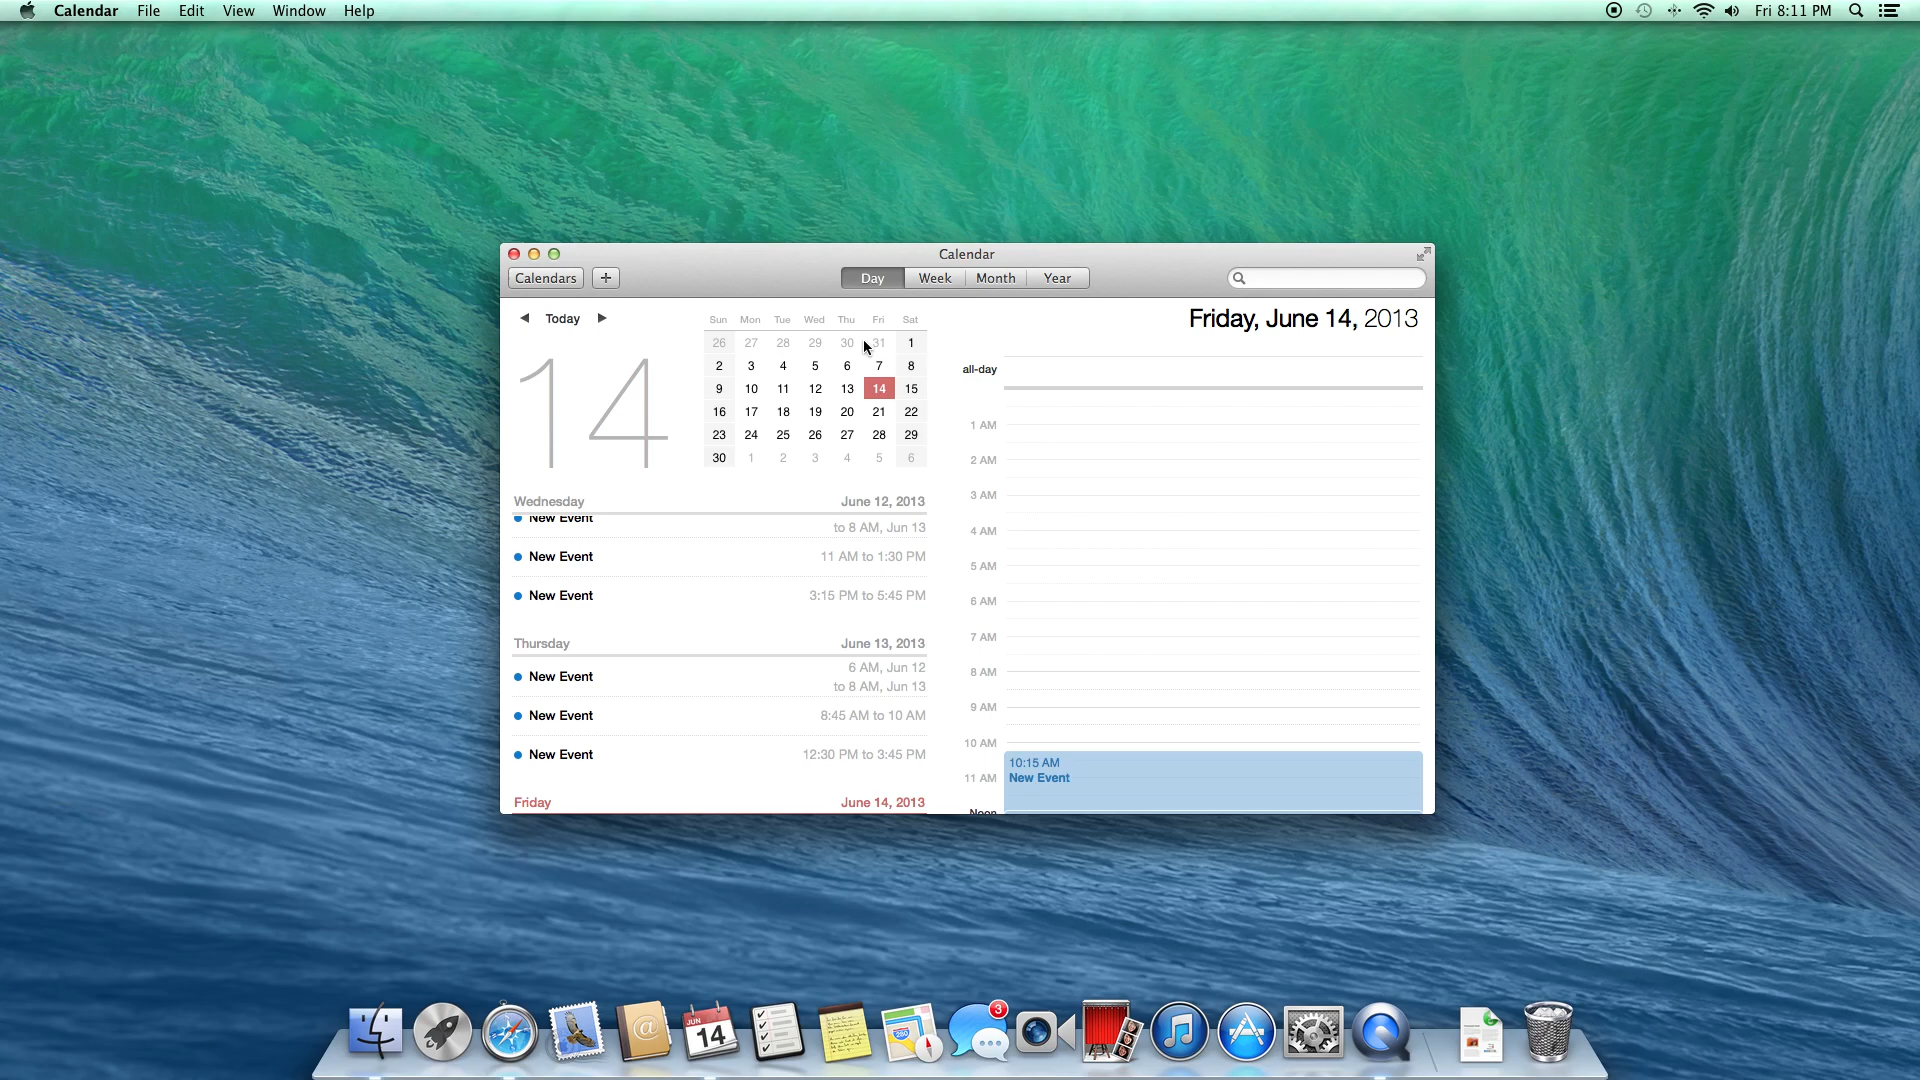 Calendar File Edit View Window Help Fri 8:11 PM
Calendar
Calendars + Day Week Month Year
Today
14
Sun Mon Tue Wed Thu Fri Sat
26 27 28 29 30 31 1
2 3 4 5 6 7 8
9 10 11 12 13 14 15
16 17 18 19 20 21 22
23 24 25 26 27 28 29
30 1 2 3 4 5 6
Wednesday June 12, 2013
New Event to 8 AM, Jun 13
New Event 11 AM to 1:30 PM
New Event 3:15 PM to 5:45 PM
Thursday June 13, 2013
New Event 6 AM, Jun 12
to 8 AM, Jun 13
New Event 8:45 AM to 10 AM
New Event 12:30 PM to 3:45 PM
Friday June 14, 2013
Friday, June 14, 2013
all-day
1 AM
2 AM
3 AM
4 AM
5 AM
6 AM
7 AM
8 AM
9 AM
10 AM
10:15 AM
11 AM New Event
Noon
JUN
14
@
280
3